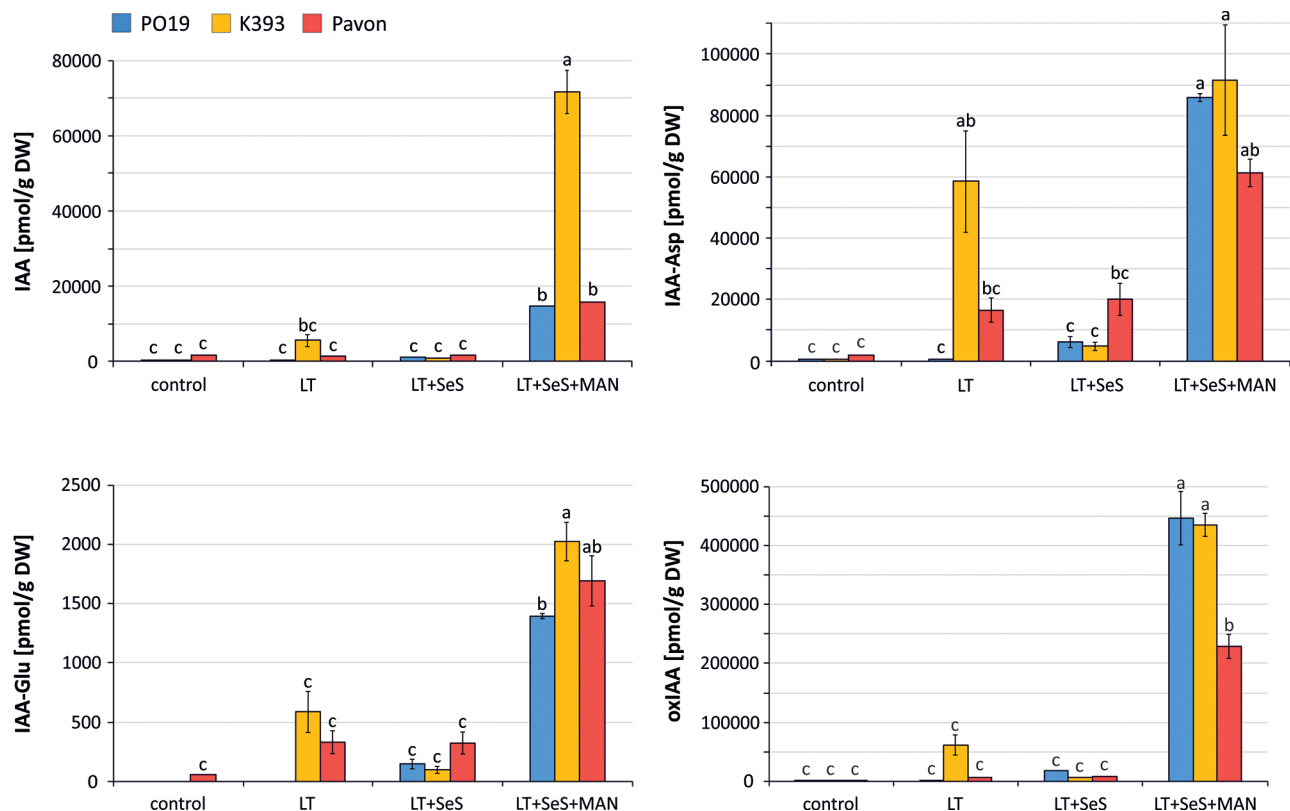 PO19 K393 Pavon
IAA [pmol/g DW]
80000
60000
40000
20000
0
c c c
c bc c
c c c
b a b
control LT LT+SeS LT+SeS+MAN
IAA-Asp [pmol/g DW]
100000
80000
60000
40000
20000
0
c c c
c ab bc
c c bc
a a ab
control LT LT+SeS LT+SeS+MAN
IAA-Glu [pmol/g DW]
2500
2000
1500
1000
500
0
c
c c
c c c
b a ab
control LT LT+SeS LT+SeS+MAN
oxIAA [pmol/g DW]
500000
400000
300000
200000
100000
0
c c c
c c c
c c c
a a b
control LT LT+SeS LT+SeS+MAN